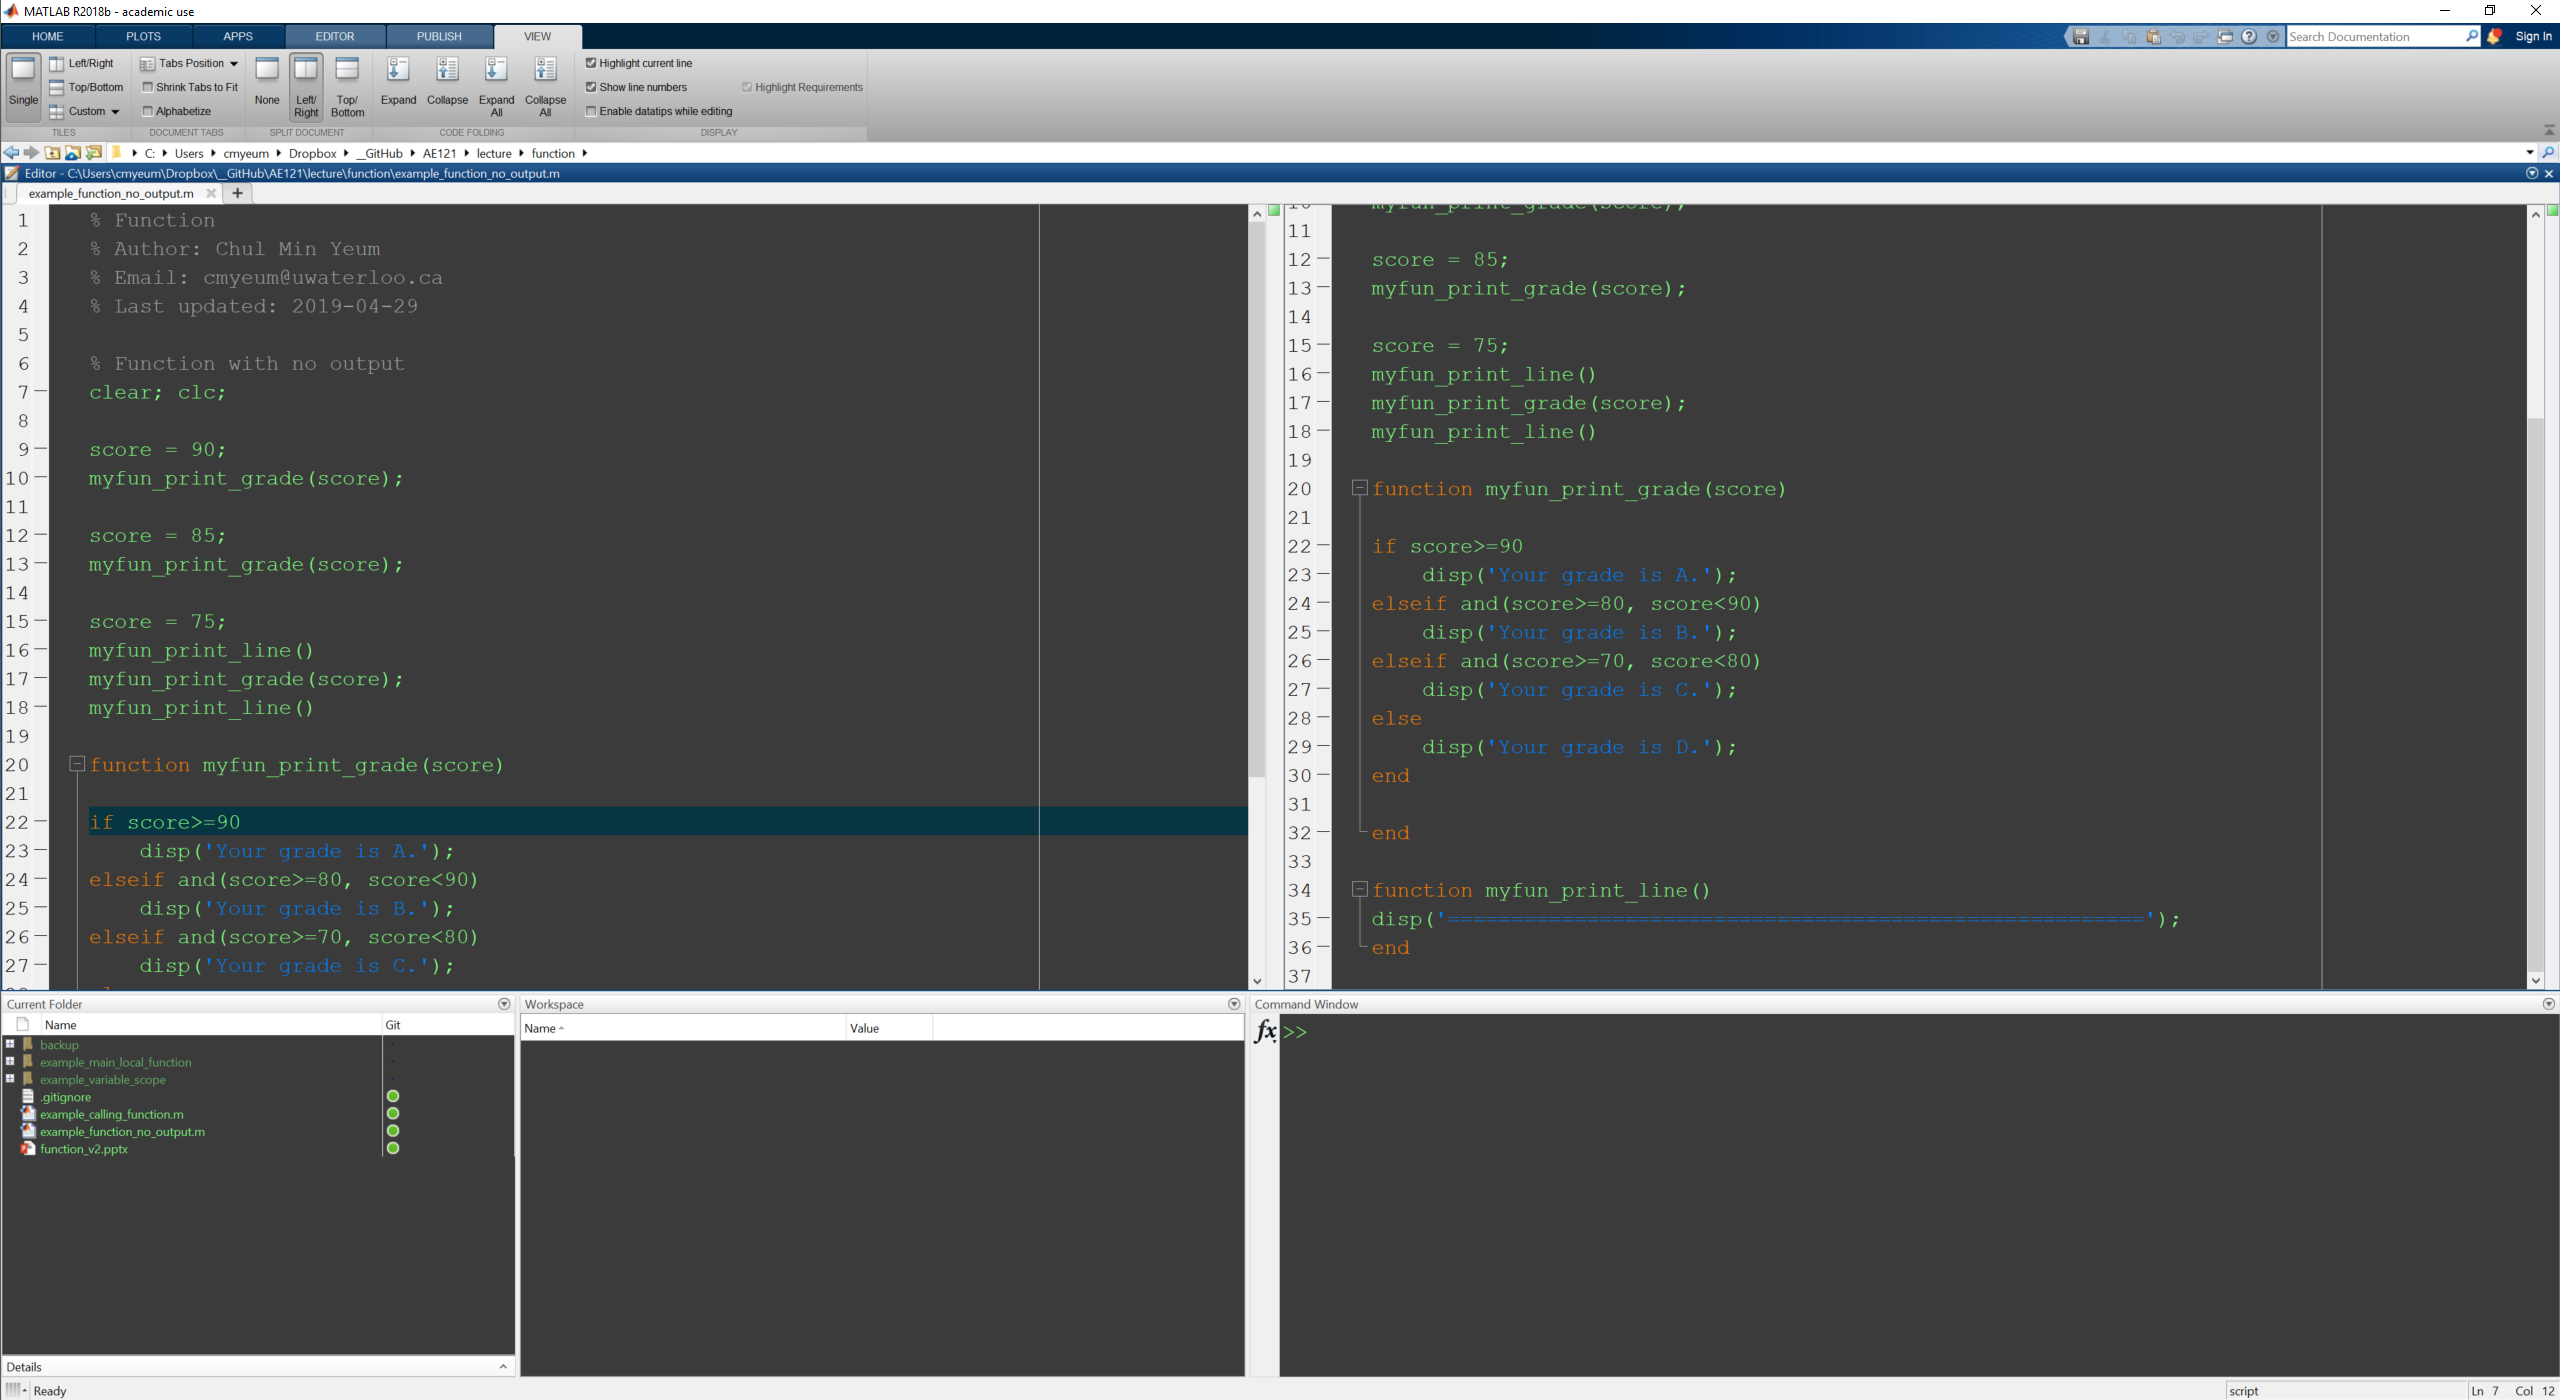 MATLAB R2018b - academic use
HOME PLOTS APPS EDITOR PUBLISH VIEW Search Documentation Sign In
Single
Left/Right
Top/Bottom
Custom
TILES
Tabs Position
Shrink Tabs to Fit
Alphabetize
DOCUMENT TABS
None
Left/
Right
Top/
Bottom
SPLIT DOCUMENT
Expand
Collapse
Expand
All
Collapse
All
CODE FOLDING
Highlight current line
Show line numbers
Enable datatips while editing
Highlight Requirements
DISPLAY
C: Users cmyeum Dropbox __GitHub AE121 lecture function
Editor - C:\Users\cmyeum\Dropbox\__GitHub\AE121\lecture\function\example_function_no_output.m
example_function_no_output.m
1 % Function
2 % Author: Chul Min Yeum
3 % Email: cmyeum@uwaterloo.ca
4 % Last updated: 2019-04-29
5
6 % Function with no output
7 clear; clc;
8
9 score = 90;
10 myfun_print_grade(score);
11
12 score = 85;
13 myfun_print_grade(score);
14
15 score = 75;
16 myfun_print_line()
17 myfun_print_grade(score);
18 myfun_print_line()
19
20 function myfun_print_grade(score)
21
22 if score>=90
23 disp('Your grade is A.');
24 elseif and(score>=80, score<90)
25 disp('Your grade is B.');
26 elseif and(score>=70, score<80)
27 disp('Your grade is C.');
11
12 score = 85;
13 myfun_print_grade(score);
14
15 score = 75;
16 myfun_print_line()
17 myfun_print_grade(score);
18 myfun_print_line()
19
20 function myfun_print_grade(score)
21
22 if score>=90
23 disp('Your grade is A.');
24 elseif and(score>=80, score<90)
25 disp('Your grade is B.');
26 elseif and(score>=70, score<80)
27 disp('Your grade is C.');
28 else
29 disp('Your grade is D.');
30 end
31
32 end
33
34 function myfun_print_line()
35 disp('=======================================================');
36 end
37
Current Folder
Name Git
backup
example_main_local_function
example_variable_scope
.gitignore
example_calling_function.m
example_function_no_output.m
function_v2.pptx
Details
Workspace
Name Value
Command Window
fx >>
Ready
script Ln 7 Col 12